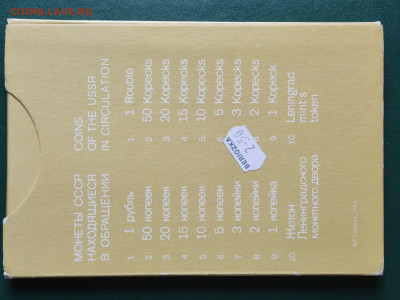 COINS-LAVE.RU
МОНЕТЫ СССР
НАХОДЯЩИЕСЯ
В ОБРАЩЕНИИ
1. 1 рубль
2. 50 копеек
3. 20 копеек
4. 15 копеек
5. 10 копеек
6. 5 копеек
7. 3 копейки
8. 2 копейки
9. 1 копейка
10. Жетон
Ленинградского
монетного двора
COINS
OF THE USSR
IN CIRCULATION
1. 1 Rouble
2. 50 Kopecks
3. 20 Kopecks
4. 15 Kopecks
5. 10 Kopecks
6. 5 Kopecks
7. 3 Kopecks
8. 2 Kopecks
9. 1 Kopeck
10. Leningrad
mint's
token
BERIOZKA